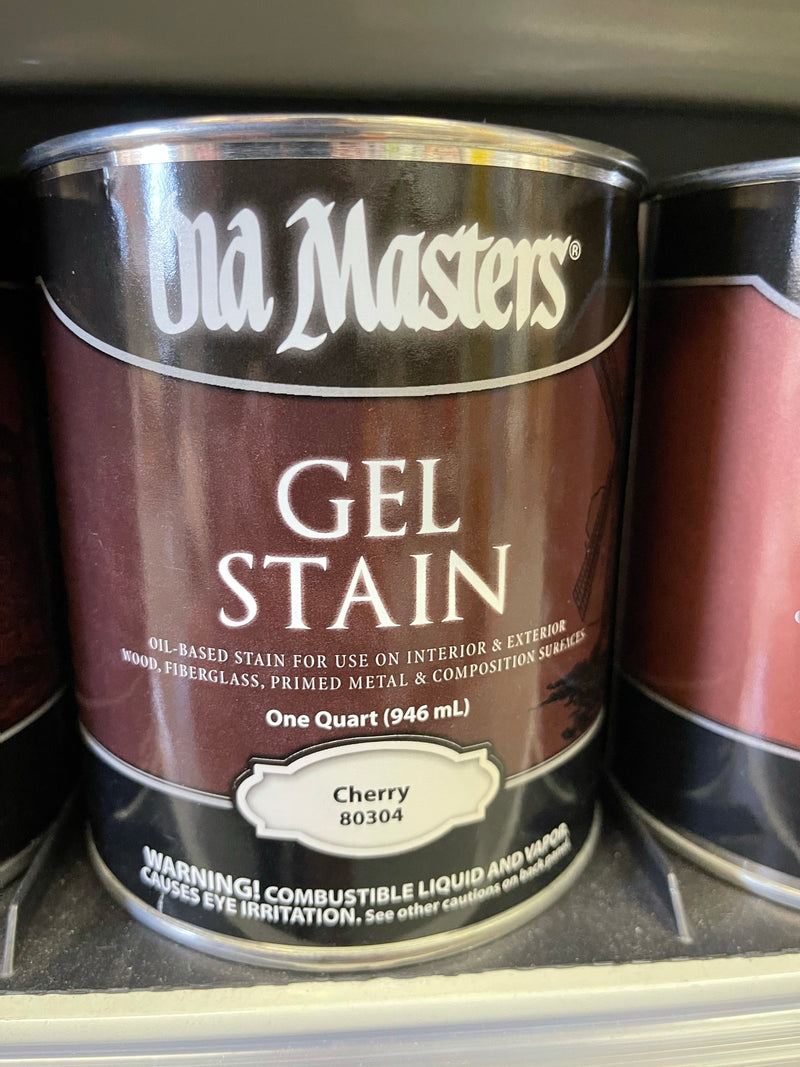 Old Masters®
GEL
STAIN
OIL-BASED STAIN FOR USE ON INTERIOR & EXTERIOR
WOOD, FIBERGLASS, PRIMED METAL & COMPOSITION SURFACES
One Quart (946 mL)
Cherry
80304
WARNING! COMBUSTIBLE LIQUID AND VAPOR.
CAUSES EYE IRRITATION. See other cautions on back panel.